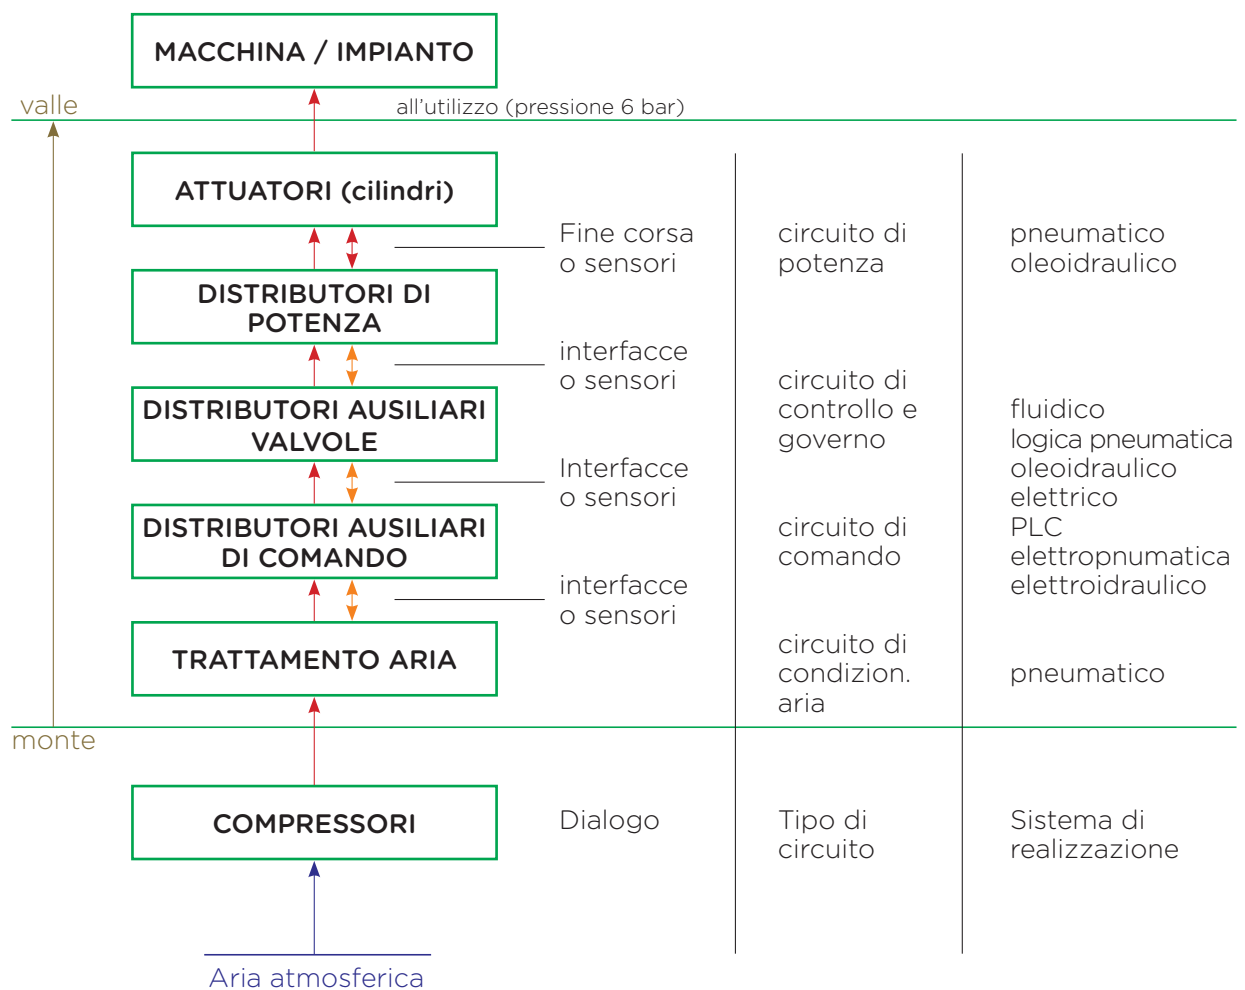 MACCHINA / IMPIANTO
valle
all'utilizzo (pressione 6 bar)
ATTUATORI (cilindri)
Fine corsa
o sensori
circuito di
potenza
pneumatico
oleoidraulico
DISTRIBUTORI DI
POTENZA
interfacce
o sensori
circuito di
controllo e
governo
DISTRIBUTORI AUSILIARI
VALVOLE
fluidico
logica pneumatica
oleoidraulico
elettrico
PLC
elettropnumatica
elettroidraulico
Interfacce
o sensori
DISTRIBUTORI AUSILIARI
DI COMANDO
circuito di
comando
interfacce
o sensori
TRATTAMENTO ARIA
circuito di
condizion.
aria
pneumatico
monte
COMPRESSORI
Dialogo
Tipo di
circuito
Sistema di
realizzazione
Aria atmosferica